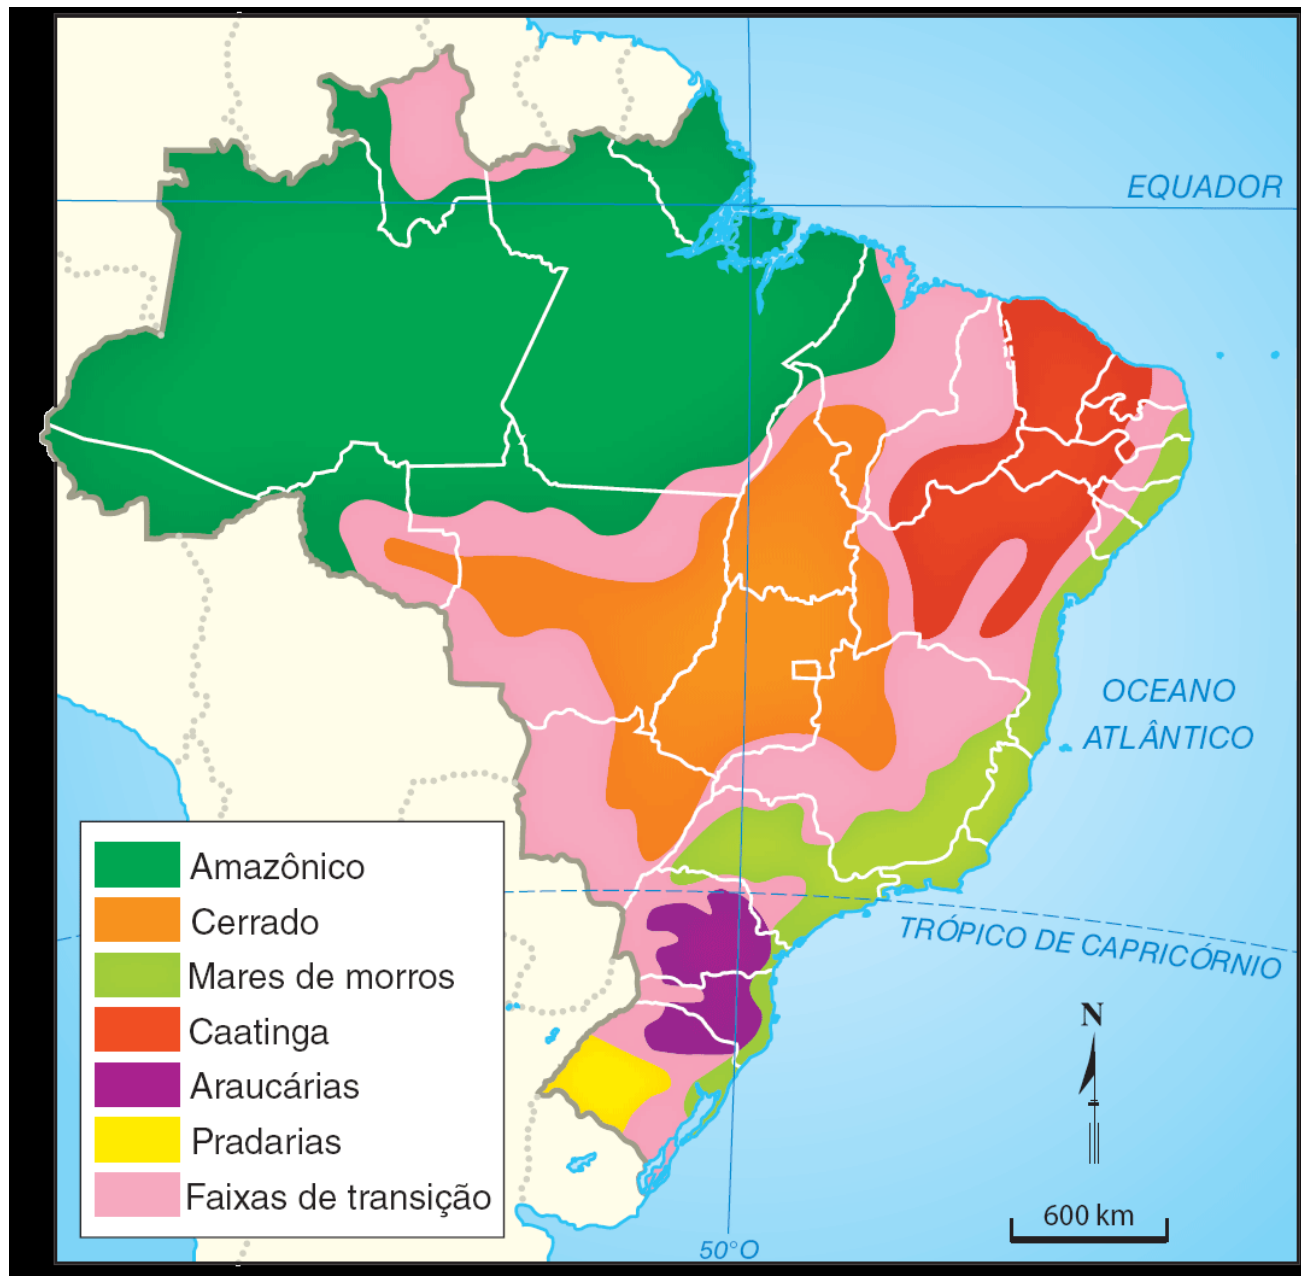 EQUADOR
OCEANO
ATLÂNTICO
TRÓPICO DE CAPRICÓRNIO
Amazônico
Cerrado
Mares de morros
Caatinga
Araucárias
Pradarias
Faixas de transição
N
600 km
50°O